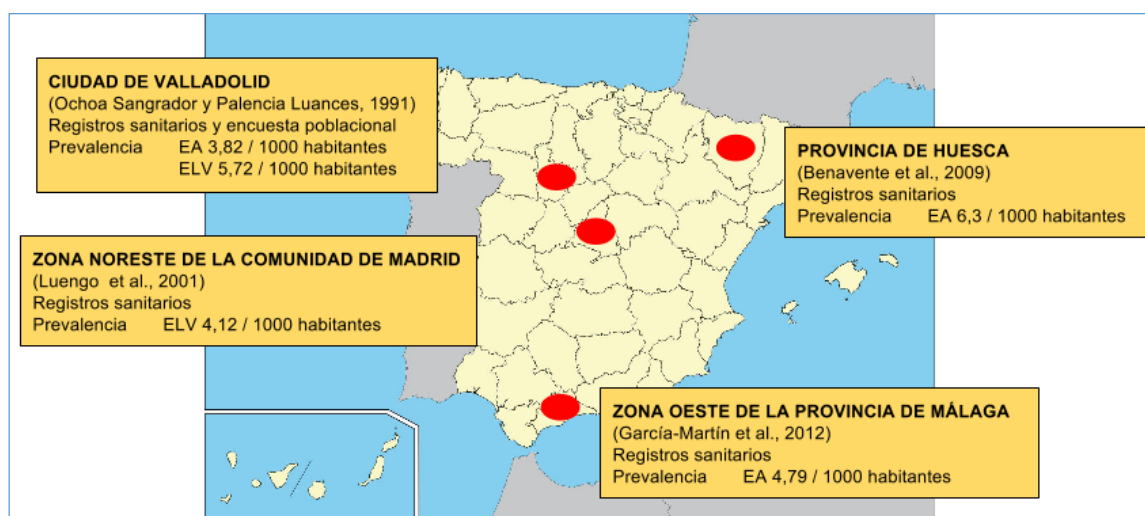 CIUDAD DE VALLADOLID
(Ochoa Sangrador y Palencia Luances, 1991)
Registros sanitarios y encuesta poblacional
Prevalencia EA 3,82 / 1000 habitantes
ELV 5,72 / 1000 habitantes
PROVINCIA DE HUESCA
(Benavente et al., 2009)
Registros sanitarios
Prevalencia EA 6,3 / 1000 habitantes
ZONA NORESTE DE LA COMUNIDAD DE MADRID
(Luengo et al., 2001)
Registros sanitarios
Prevalencia ELV 4,12 / 1000 habitantes
ZONA OESTE DE LA PROVINCIA DE MÁLAGA
(García-Martín et al., 2012)
Registros sanitarios
Prevalencia EA 4,79 / 1000 habitantes